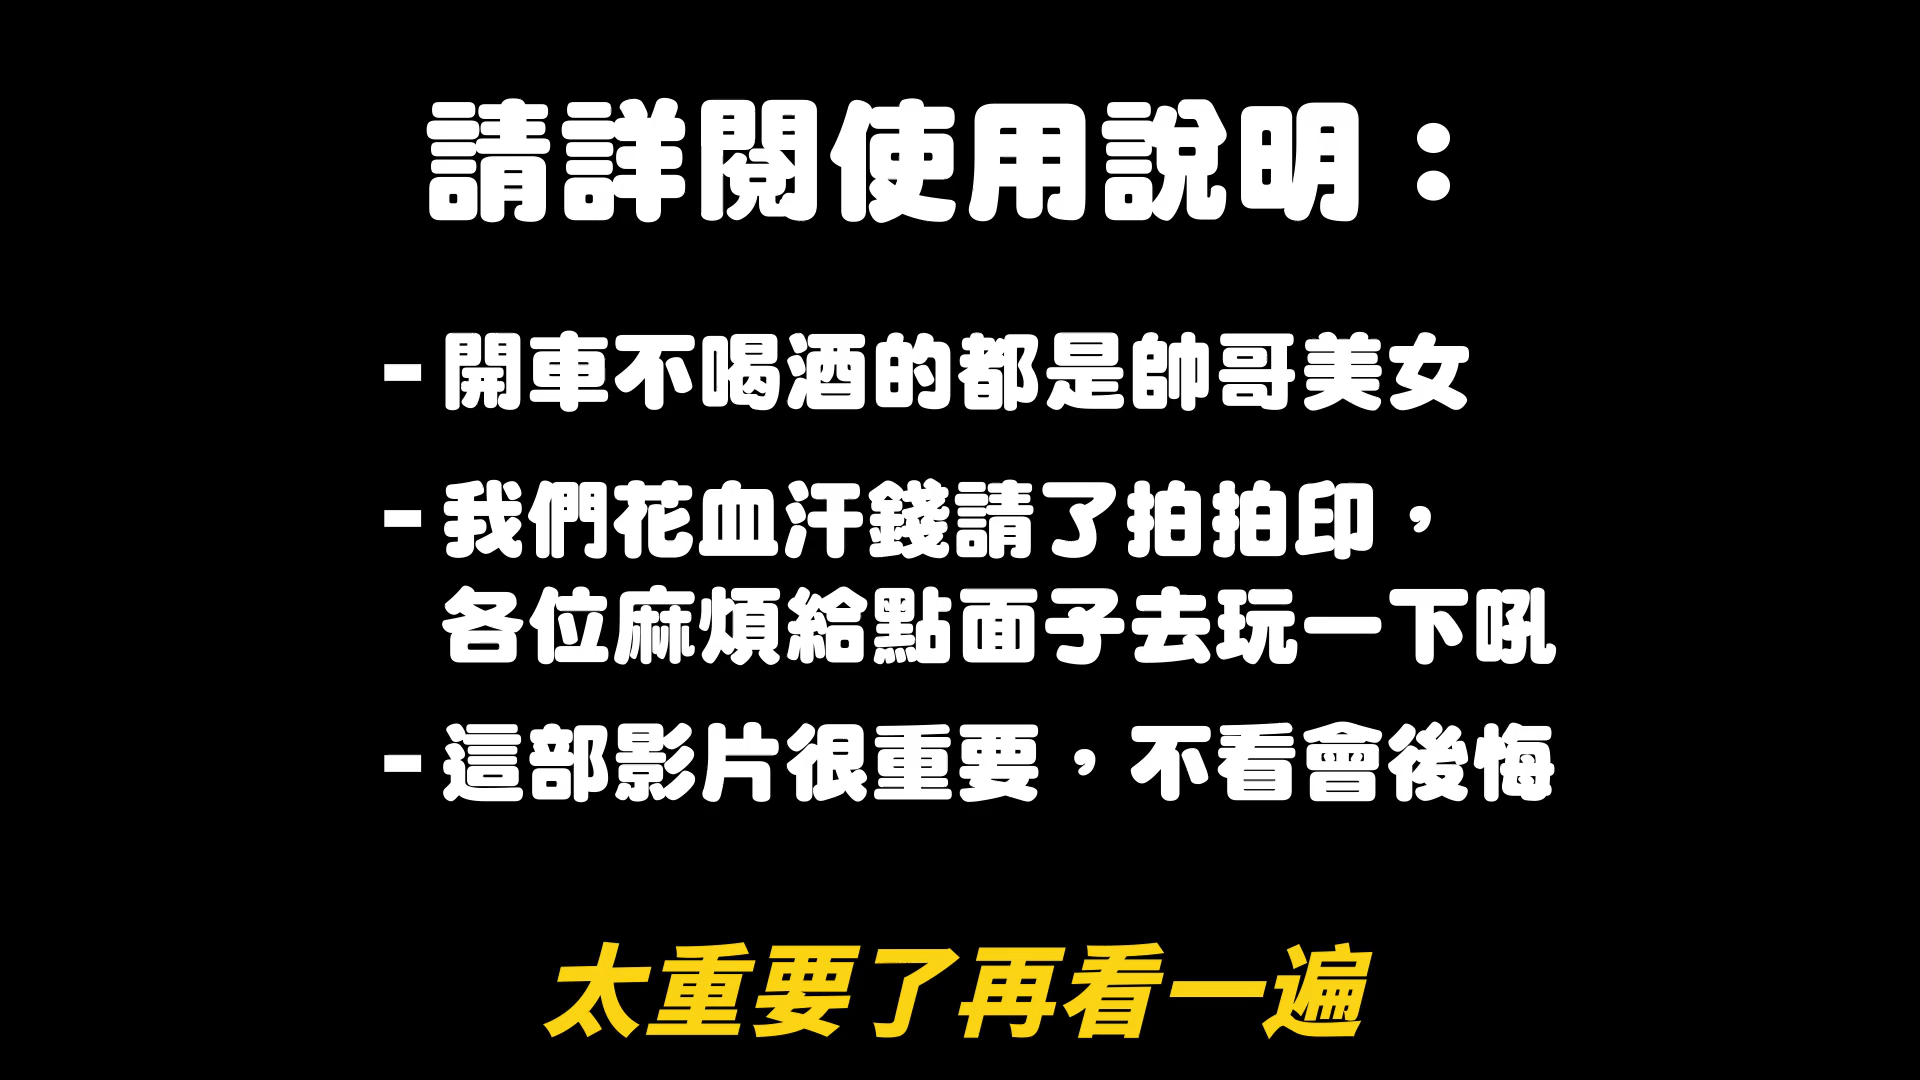 請詳閱使用說明：
- 開車不喝酒的都是帥哥美女
- 我們花血汗錢請了拍拍印，
各位麻煩給點面子去玩一下吼
- 這部影片很重要，不看會後悔
太重要了再看一遍